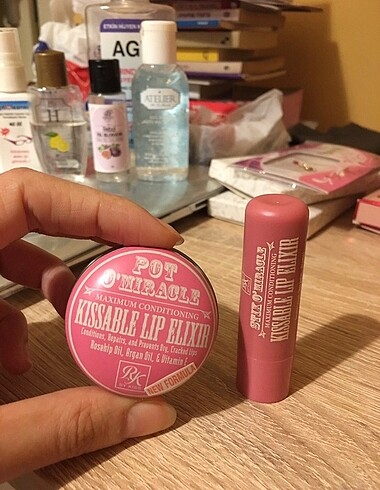 AG
ATELIER
POT
O'MIRACLE
MAXIMUM CONDITIONING
KISSABLE LIP ELIXIR
Conditions, Repairs, and Prevents Dry, Cracked Lips
Rosehip Oil, Argan Oil, & Vitamin E
RK
NEW FORMULA
STIX O'MIRACLE
MAXIMUM CONDITIONING
KISSABLE LIP ELIXIR